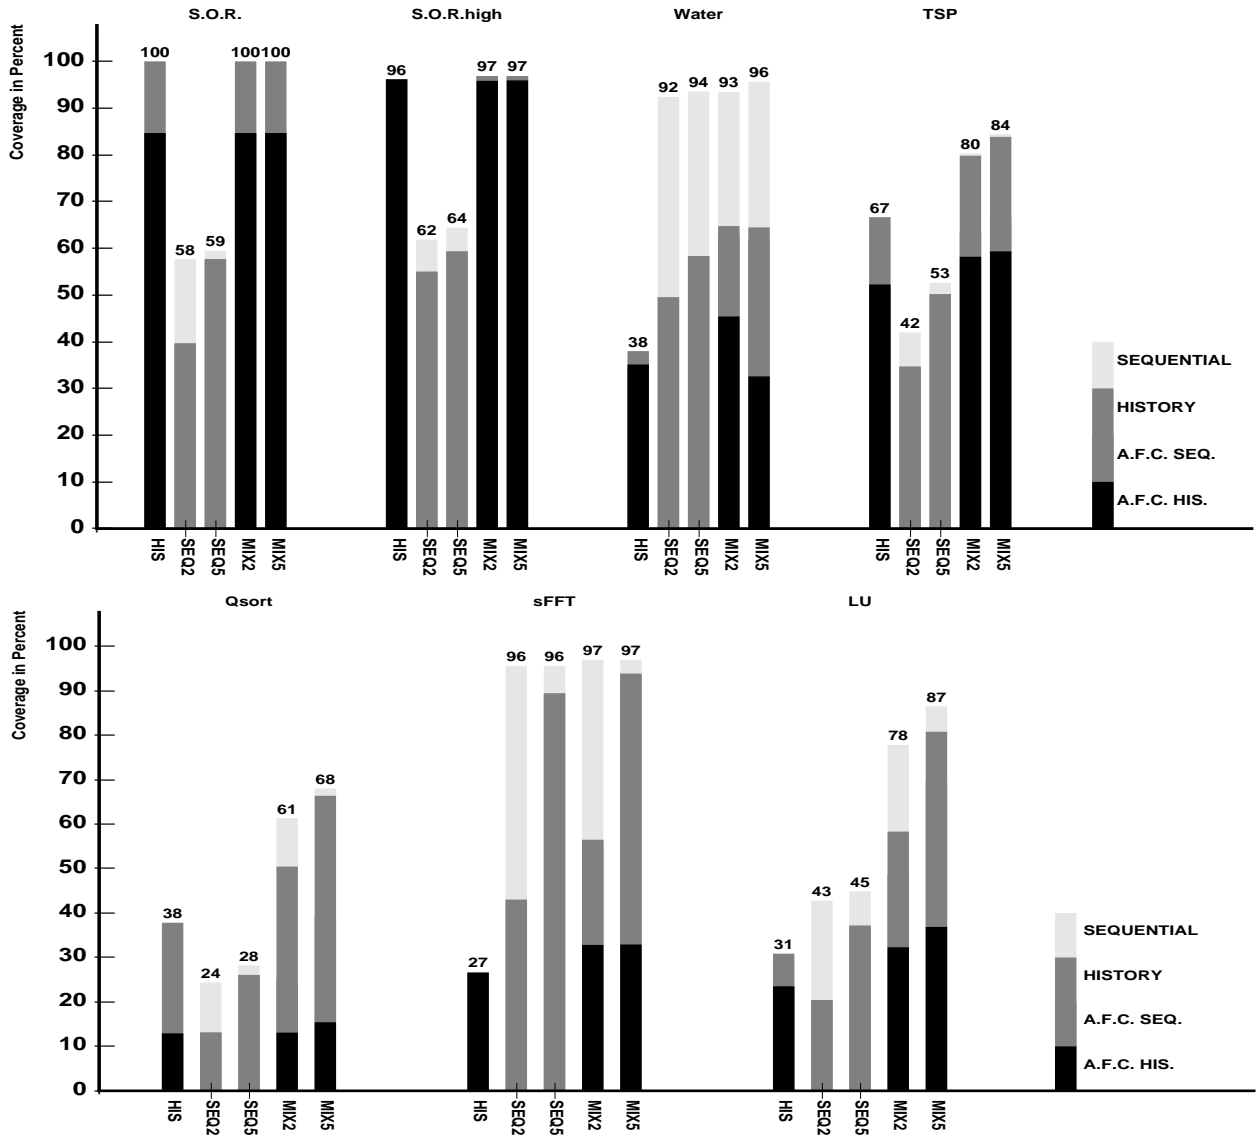 S.O.R. S.O.R.high Water TSP
Coverage in Percent
100
90
80
70
60
50
40
30
20
10
0
100 58 59 100 100
96 62 64 97 97
38 92 94 93 96
67 42 53 80 84
SEQUENTIAL
HISTORY
A.F.C. SEQ.
A.F.C. HIS.
HIS SEQ2 SEQ5 MIX2 MIX5
HIS SEQ2 SEQ5 MIX2 MIX5
HIS SEQ2 SEQ5 MIX2 MIX5
HIS SEQ2 SEQ5 MIX2 MIX5
Qsort sFFT LU
Coverage in Percent
100
90
80
70
60
50
40
30
20
10
0
38 24 28 61 68
27 96 96 97 97
31 43 45 78 87
SEQUENTIAL
HISTORY
A.F.C. SEQ.
A.F.C. HIS.
HIS SEQ2 SEQ5 MIX2 MIX5
HIS SEQ2 SEQ5 MIX2 MIX5
HIS SEQ2 SEQ5 MIX2 MIX5